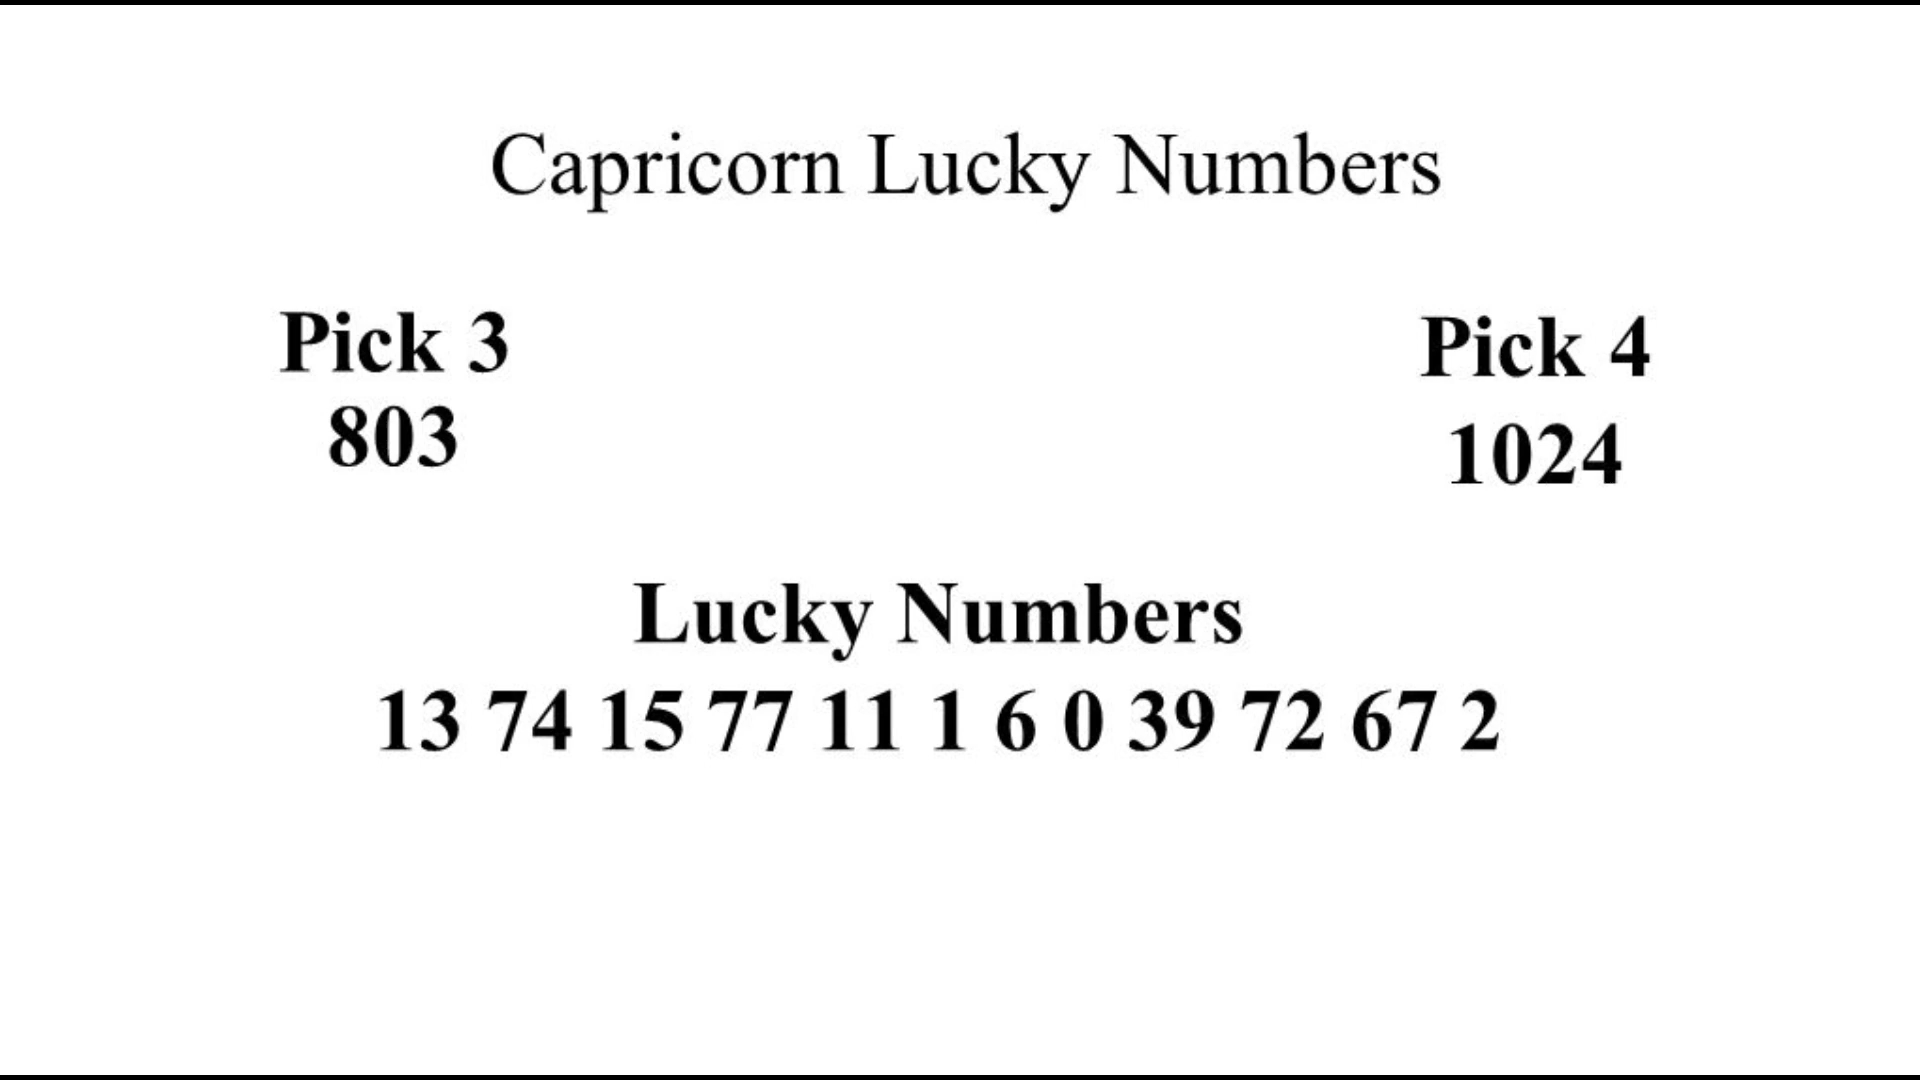 Capricorn Lucky Numbers
Pick 3
803
Pick 4
1024
Lucky Numbers
13 74 15 77 11 1 6 0 39 72 67 2